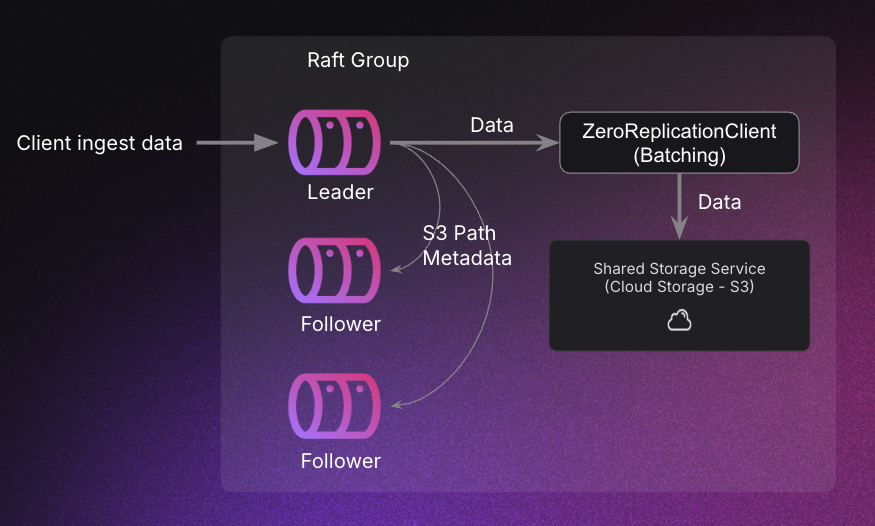 Raft Group
Client ingest data
Data
ZeroReplicationClient
(Batching)
Leader
Data
S3 Path
Metadata
Shared Storage Service
(Cloud Storage - S3)
Follower
Follower